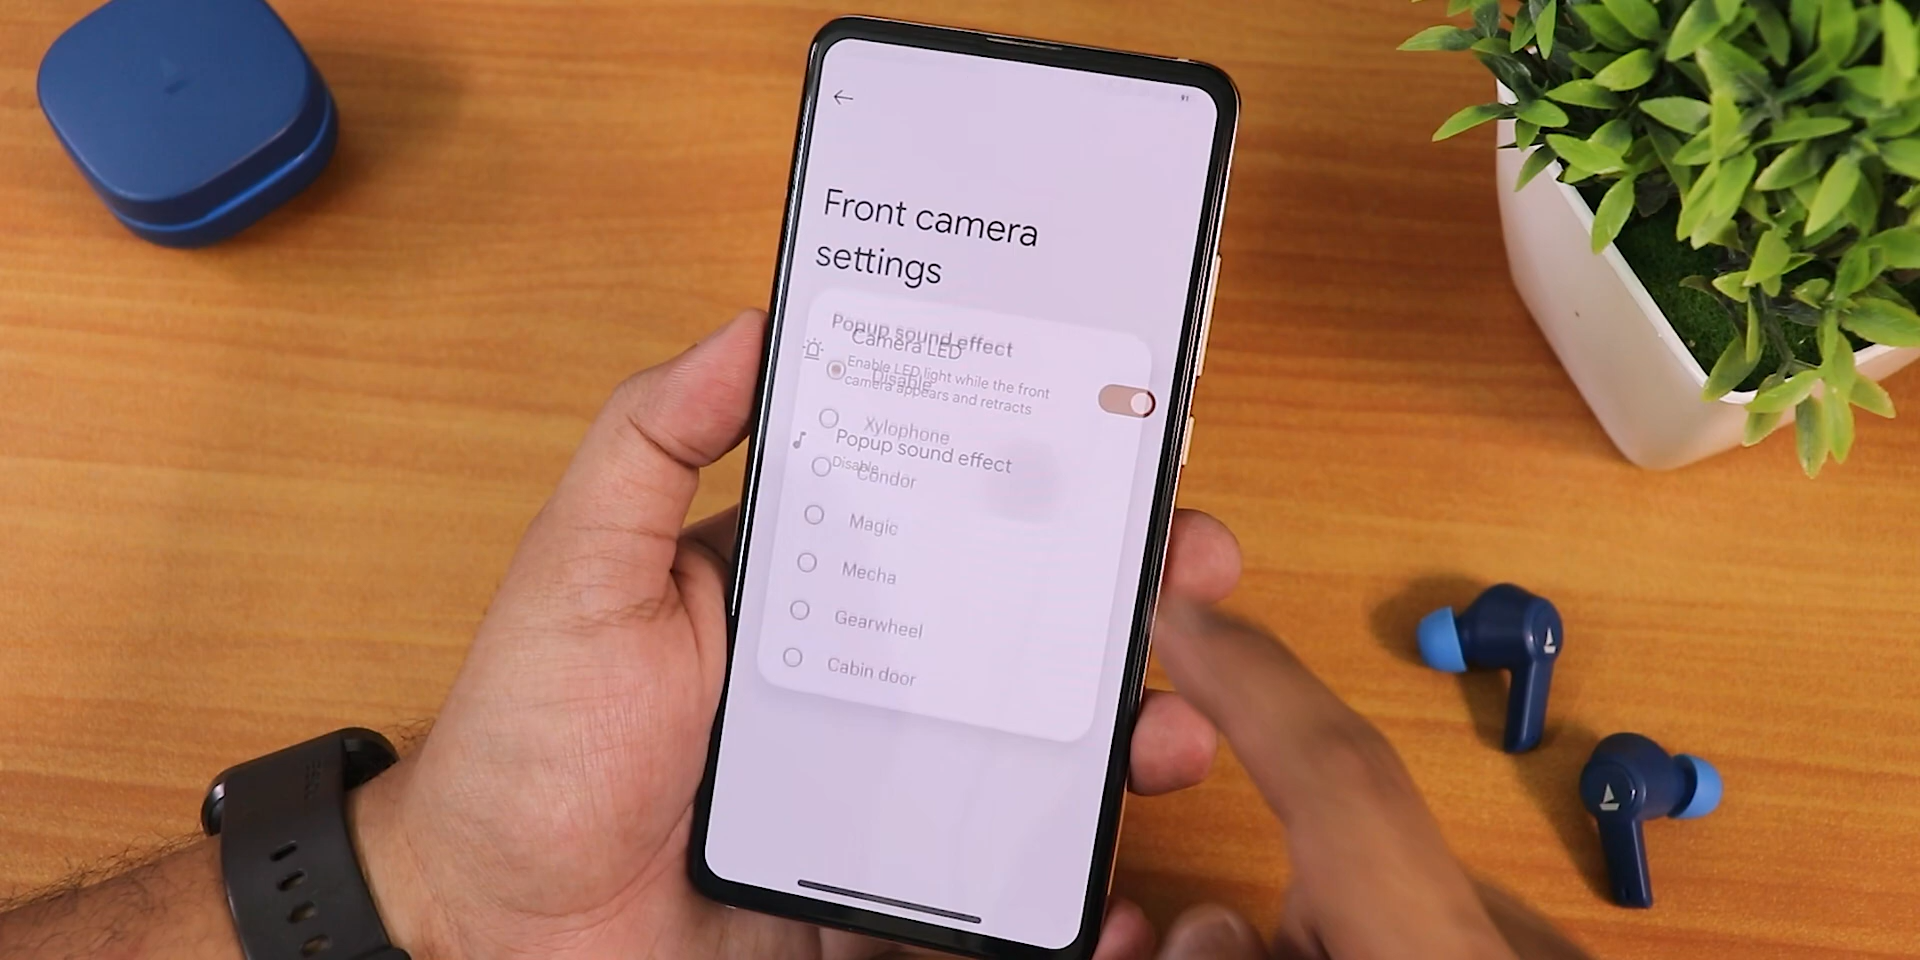 Front camera
settings
Popup sound effect
Camera LED
Enable LED light while the front
camera appears and retracts
Disable
Xylophone
Popup sound effect
Disable
Condor
Magic
Mecha
Gearwheel
Cabin door